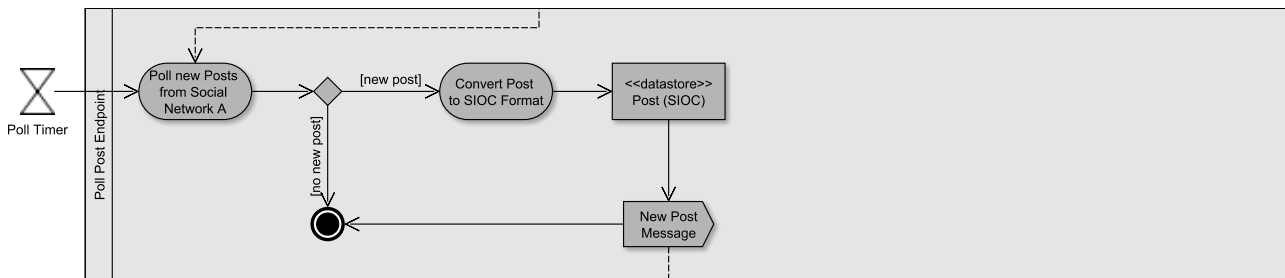 Poll Timer
Poll Post Endpoint
Poll new Posts
from Social
Network A
[new post]
[no new post]
Convert Post
to SIOC Format
<<datastore>>
Post (SIOC)
New Post
Message